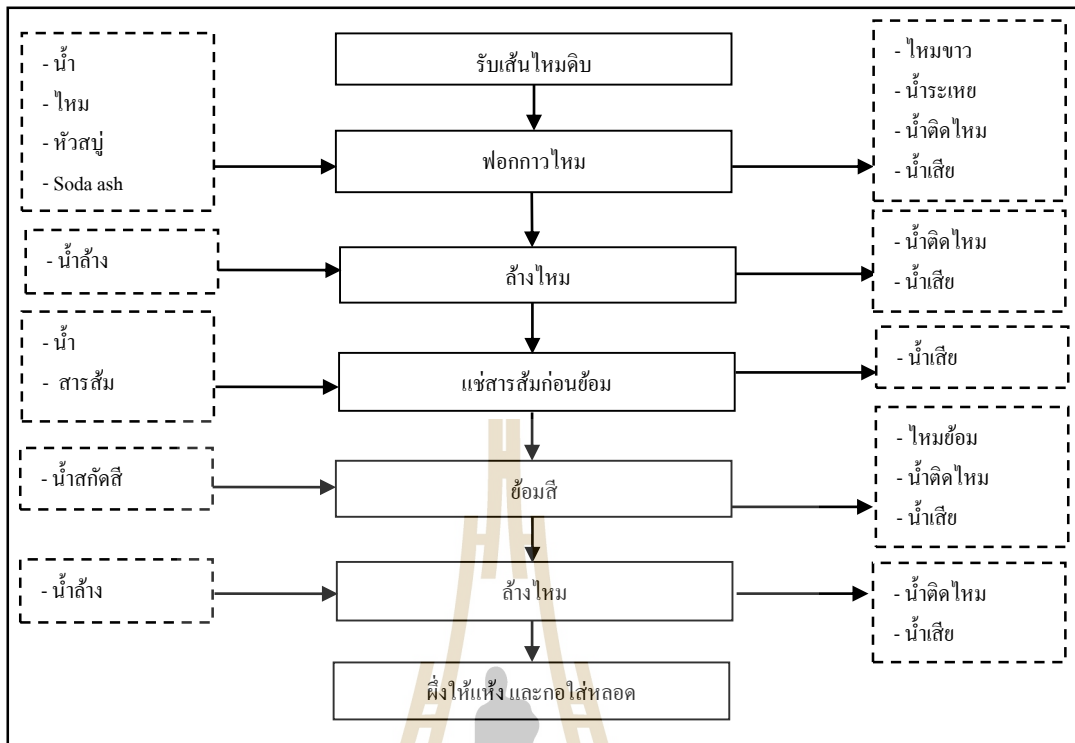 รับเส้นไหมดิบ
- น้ำ
- ไหม
- หัวสบู่
- Soda ash
ฟอกกาวไหม
- ไหมขาว
- น้ำระเหย
- น้ำติดไหม
- น้ำเสีย
- น้ำล้าง
ล้างไหม
- น้ำติดไหม
- น้ำเสีย
- น้ำ
- สารส้ม
แช่สารส้มก่อนย้อม
- น้ำเสีย
- น้ำสกัดสี
ย้อมสี
- ไหมย้อม
- น้ำติดไหม
- น้ำเสีย
- น้ำล้าง
ล้างไหม
- น้ำติดไหม
- น้ำเสีย
ผึ่งให้แห้ง และกอใส่หลอด